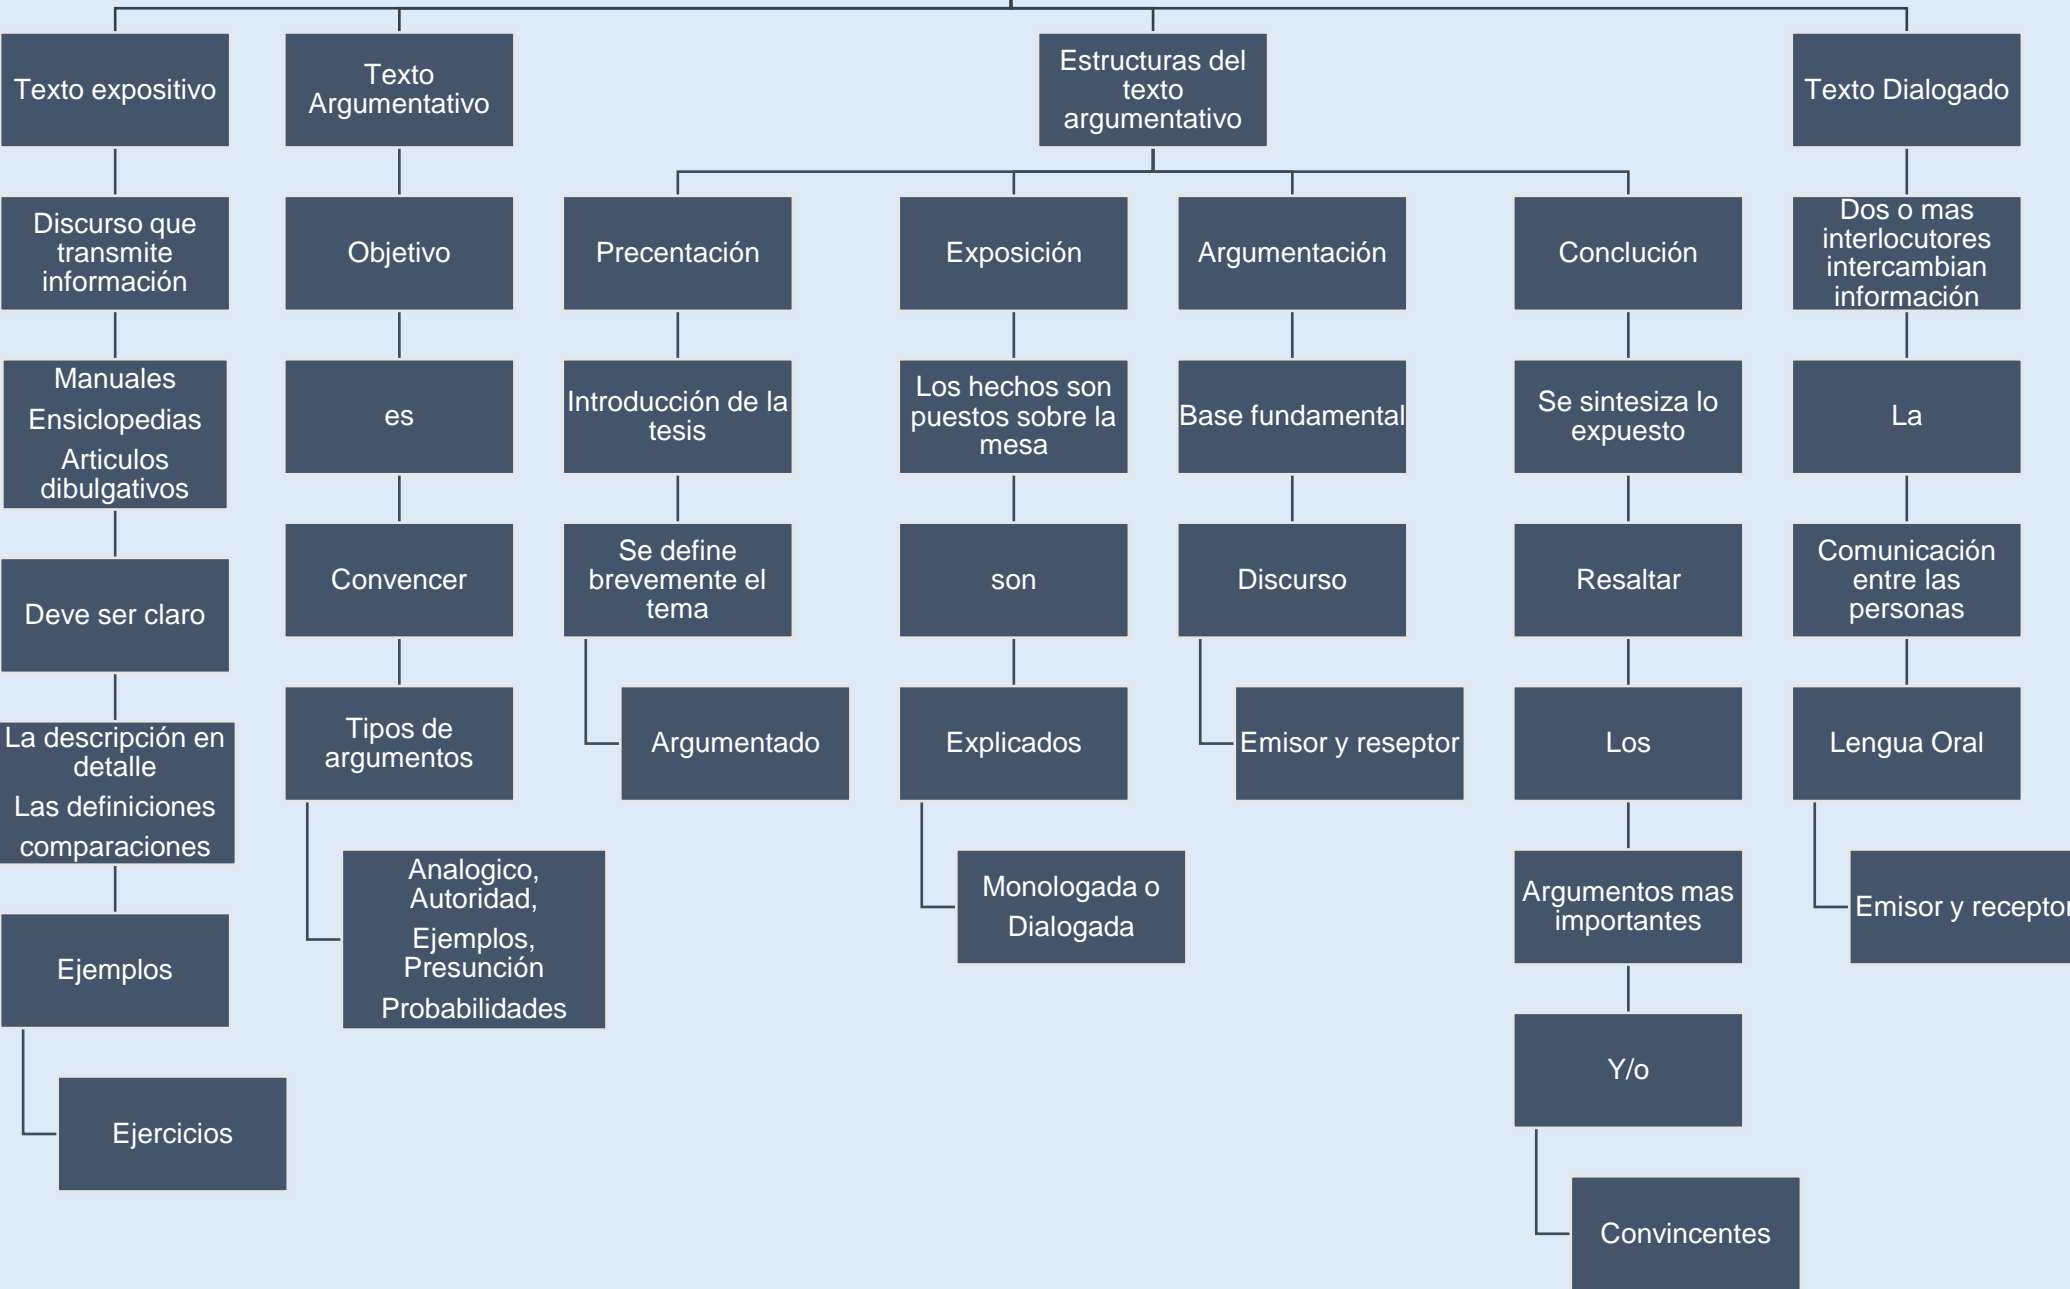 Texto expositivo
Texto
Argumentativo
Estructuras del
texto
argumentativo
Texto Dialogado
Discurso que
transmite
información
Objetivo
Precentación
Exposición
Argumentación
Conclución
Dos o mas
interlocutores
intercambian
información
Manuales
Ensiclopedias
Articulos
dibulgativos
es
Introducción de la
tesis
Los hechos son
puestos sobre la
mesa
Base fundamental
Se sintesiza lo
expuesto
La
Deve ser claro
Convencer
Se define
brevemente el
tema
son
Discurso
Resaltar
Comunicación
entre las
personas
La descripción en
detalle
Las definiciones
comparaciones
Tipos de
argumentos
Argumentado
Explicados
Emisor y reseptor
Los
Lengua Oral
Ejemplos
Analogico,
Autoridad,
Ejemplos,
Presunción
Probabilidades
Monologada o
Dialogada
Argumentos mas
importantes
Emisor y receptor
Ejercicios
Y/o
Convincentes